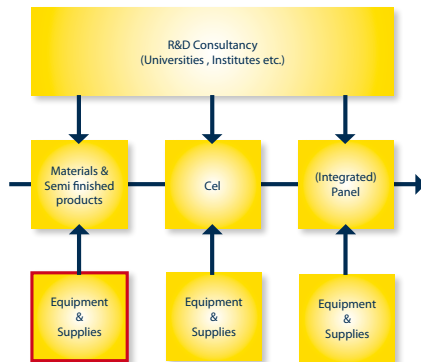 R&D Consultancy
(Universities , Institutes etc.)
Materials &
Semi finished
products
Cel
(Integrated)
Panel
Equipment
&
Supplies
Equipment
&
Supplies
Equipment
&
Supplies